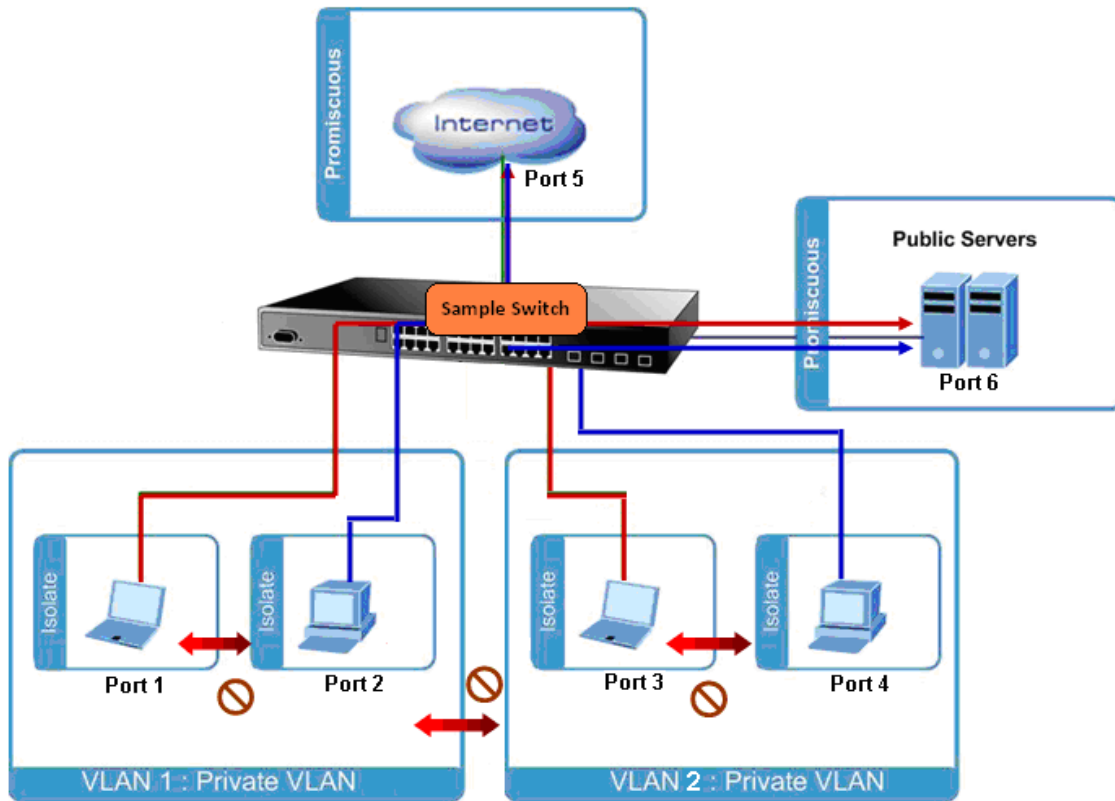 Promiscuous
Internet
Port 5
Promiscuous
Public Servers
Port 6
Sample Switch
Isolate
Port 1
Isolate
Port 2
Isolate
Port 3
Isolate
Port 4
VLAN 1 : Private VLAN
VLAN 2 : Private VLAN